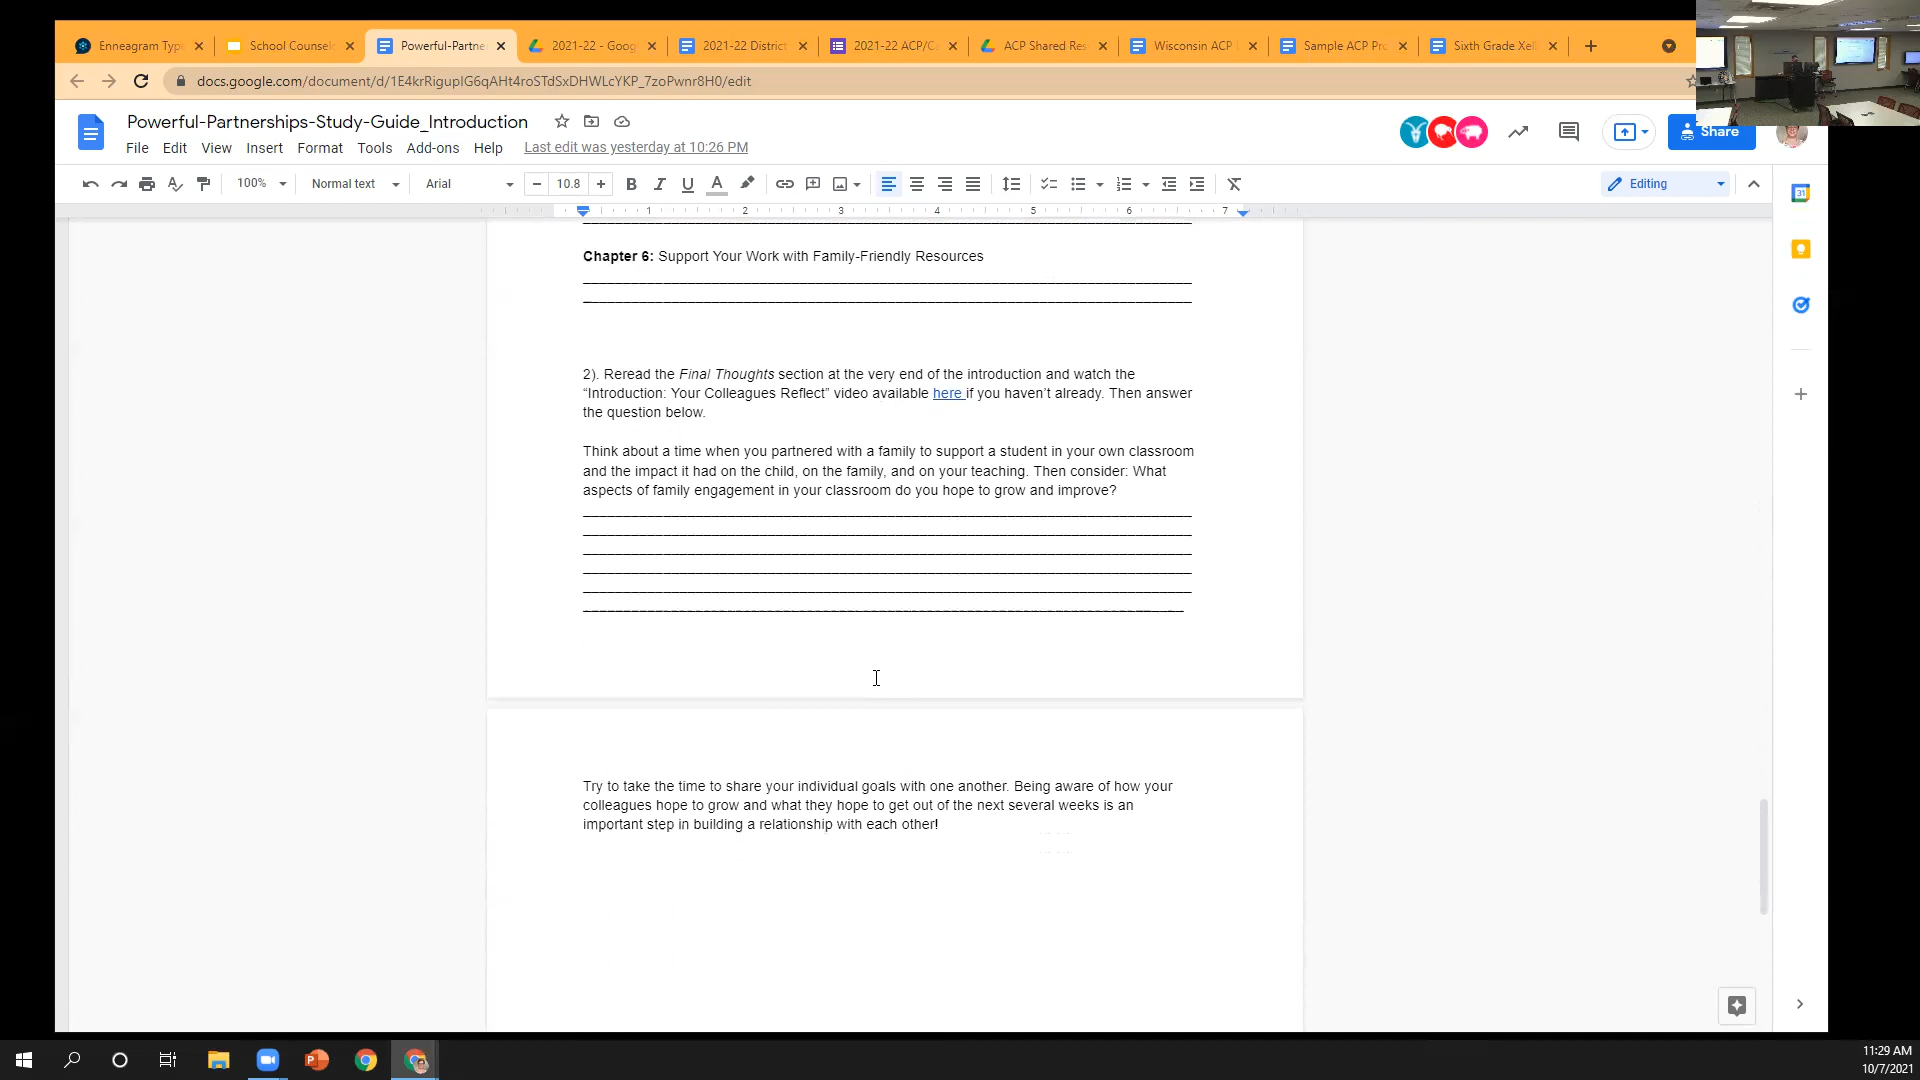 Enneagram Type
School Counsel
Powerful-Partne
2021-22 - Goog
2021-22 District
2021-22 ACP/C
ACP Shared Res
Wisconsin ACP
Sample ACP Pro
Sixth Grade Xel
docs.google.com/document/d/1E4krRigupIG6qAHt4roSTdSxDHWLcYKP_7zoPwnr8H0/edit
Powerful-Partnerships-Study-Guide_Introduction
Share
File Edit View Insert Format Tools Add-ons Help Last edit was yesterday at 10:26 PM
100% Normal text Arial 10.8 Editing
1 2 3 4 5 6 7
31
Chapter 6: Support Your Work with Family-Friendly Resources
2). Reread the Final Thoughts section at the very end of the introduction and watch the
“Introduction: Your Colleagues Reflect” video available here if you haven’t already. Then answer
the question below.
Think about a time when you partnered with a family to support a student in your own classroom
and the impact it had on the child, on the family, and on your teaching. Then consider: What
aspects of family engagement in your classroom do you hope to grow and improve?
Try to take the time to share your individual goals with one another. Being aware of how your
colleagues hope to grow and what they hope to get out of the next several weeks is an
important step in building a relationship with each other!
11:29 AM
10/7/2021